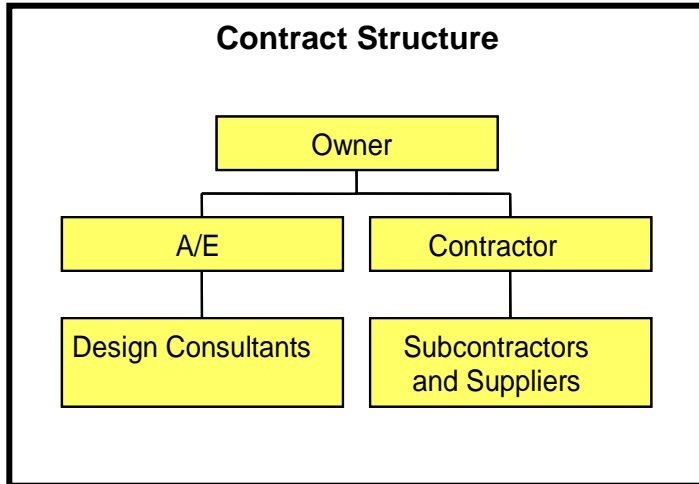 Contract Structure
Owner
A/E
Contractor
Design Consultants
Subcontractors
and Suppliers